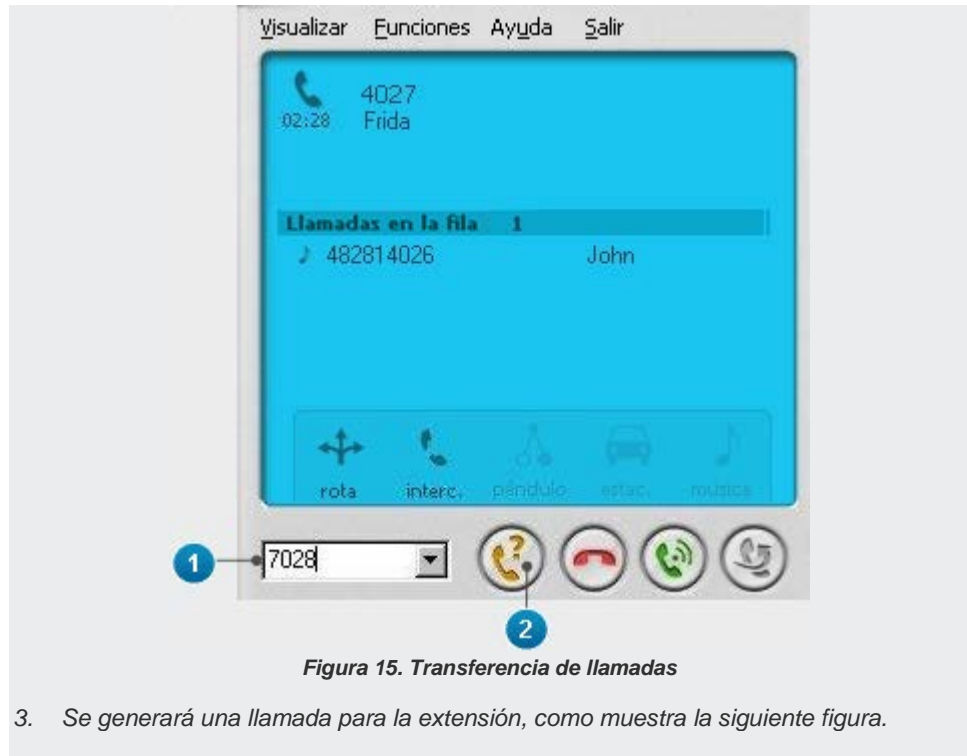 Visualizar Funciones Ayuda Salir
4027
02:28 Frida
Llamadas en la fila 1
482814026 John
rota interc. péndulo estac. música
1 7028
2
Figura 15. Transferencia de llamadas
3. Se generará una llamada para la extensión, como muestra la siguiente figura.